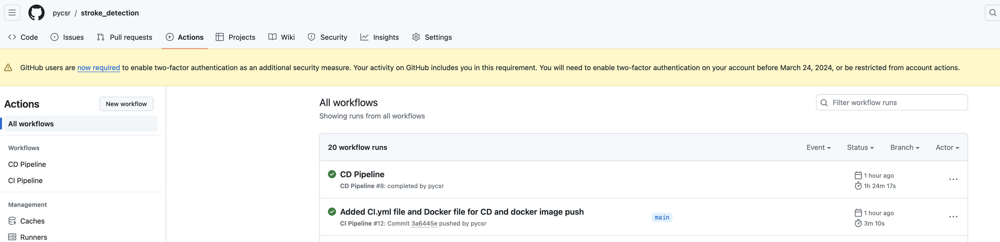 pycsr / stroke_detection
Code Issues Pull requests Actions Projects Wiki Security Insights Settings
GitHub users are now required to enable two-factor authentication as an additional security measure. Your activity on GitHub includes you in this requirement. You will need to enable two-factor authentication on your account before March 24, 2024, or be restricted from account actions.
Actions
New workflow
All workflows
Workflows
CD Pipeline
CI Pipeline
Management
Caches
Runners
All workflows
Showing runs from all workflows
Filter workflow runs
20 workflow runs
Event Status Branch Actor
CD Pipeline
CD Pipeline #8: completed by pycsr
1 hour ago
1h 24m 17s
Added CI.yml file and Docker file for CD and docker image push
CI Pipeline #12: Commit 3a6445e pushed by pycsr
main
1 hour ago
3m 10s